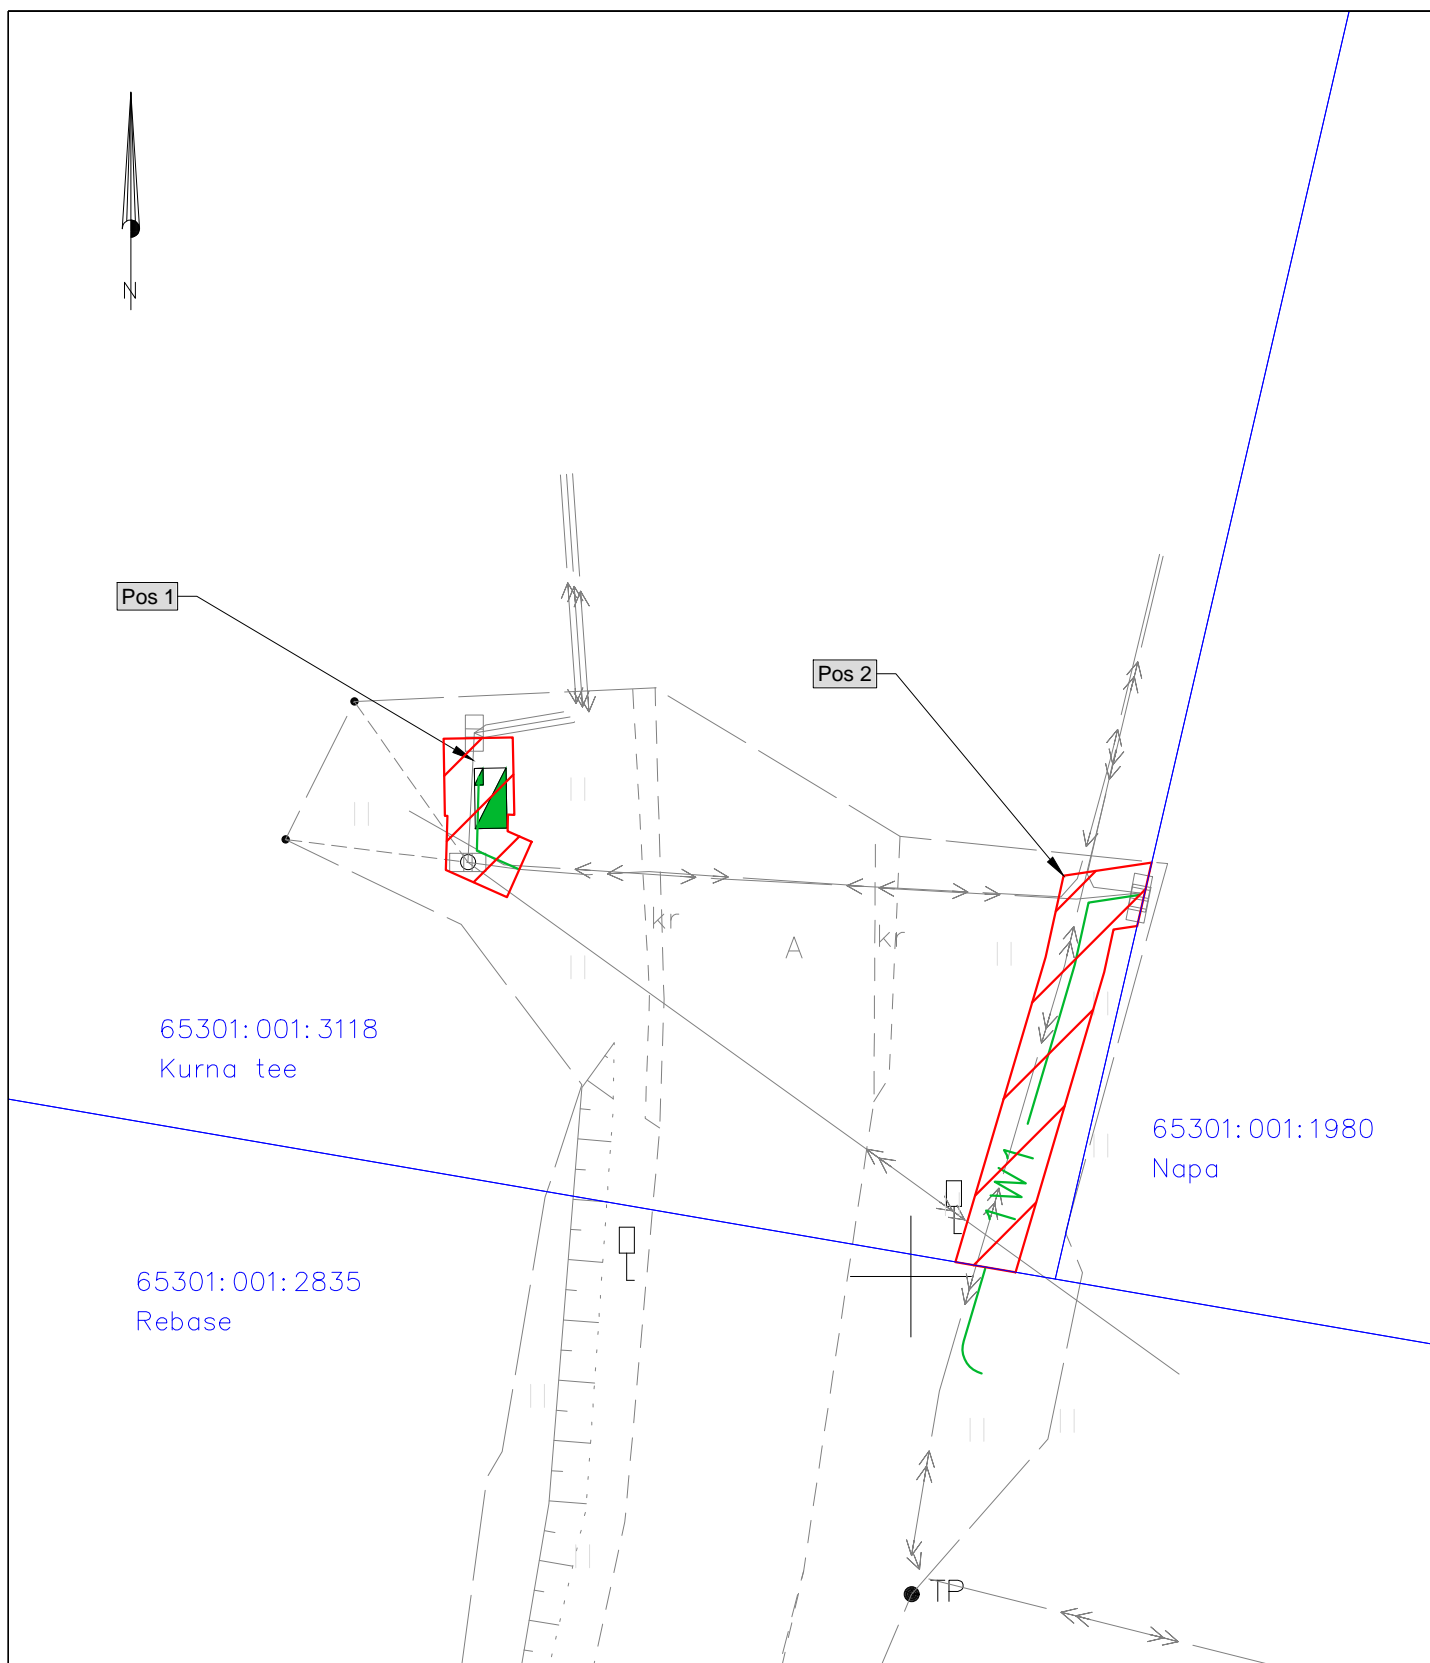 N
Pos 1
Pos 2
kr
A
kr
65301:001:3118
Kurna tee
65301:001:1980
Napa
1W1
65301:001:2835
Rebase
TP